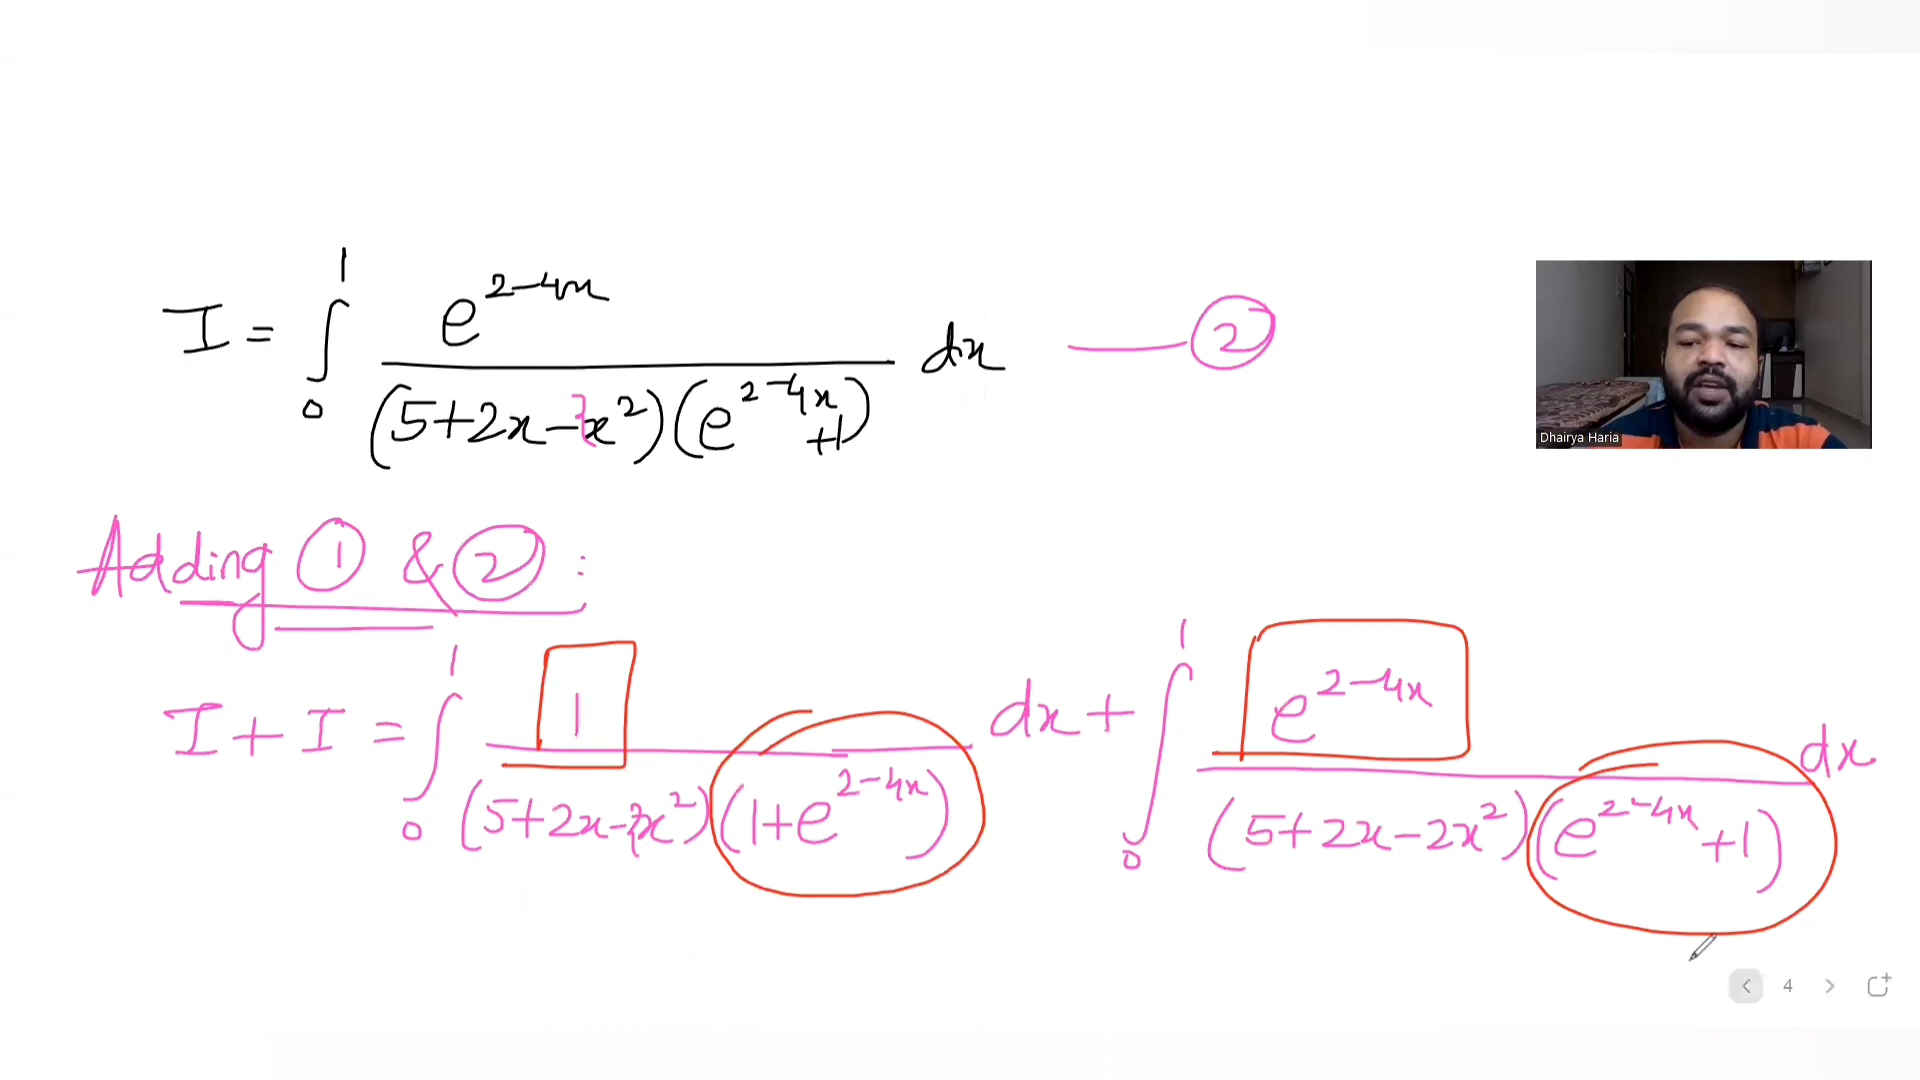 I = ∫₀¹ e^(2-4x) / ((5+2x-2x²)(e^(2-4x)+1)) dx —— ②
Dhairya Haria
Adding ① & ② :
I + I = ∫₀¹ 1 / ((5+2x-2x²)(1+e^(2-4x))) dx + ∫₀¹ e^(2-4x) / ((5+2x-2x²)(e^(2-4x)+1)) dx
4